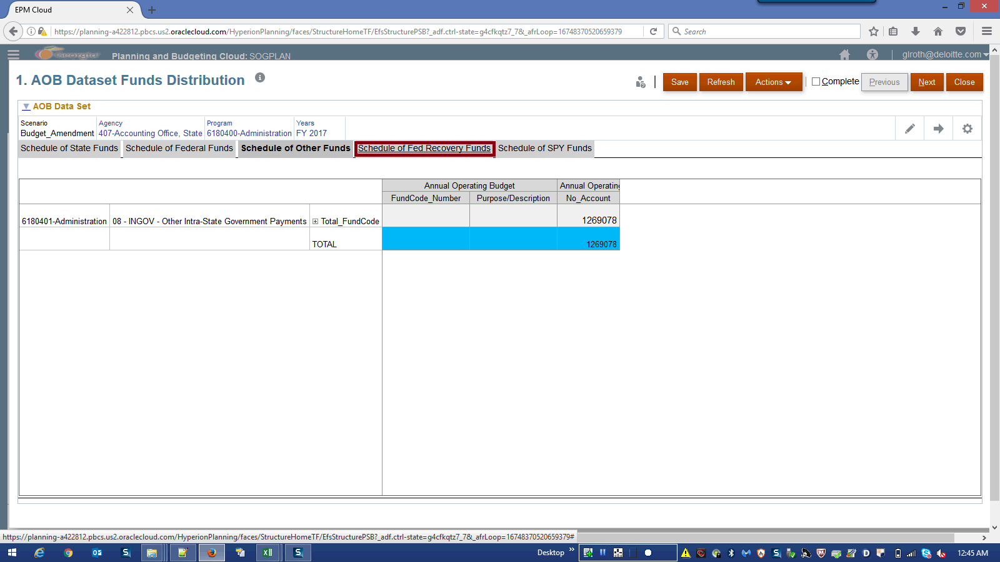 EPM Cloud
https://planning-a422812.pbcs.us2.oraclecloud.com/HyperionPlanning/faces/StructureHomeTF/EfsStructurePSB?_adf.ctrl-state=g4cfkqtz7_7&_afrLoop=16748370520659379
Search
Georgia
Planning and Budgeting Cloud: SOGPLAN
glroth@deloitte.com
1. AOB Dataset Funds Distribution
Save Refresh Actions Complete Previous Next Close
AOB Data Set
Scenario Agency Program Years
Budget_Amendment 407-Accounting Office, State 6180400-Administration FY 2017
Schedule of State Funds Schedule of Federal Funds Schedule of Other Funds Schedule of Fed Recovery Funds Schedule of SPY Funds
Annual Operating Budget Annual Operating
FundCode_Number Purpose/Description No_Account
6180401-Administration 08 - INGOV - Other Intra-State Government Payments Total_FundCode 1269078
TOTAL 1269078
https://planning-a422812.pbcs.us2.oraclecloud.com/HyperionPlanning/faces/StructureHomeTF/EfsStructurePSB?_adf.ctrl-state=g4cfkqtz7_7&_afrLoop=16748370520659379#
Desktop 12:45 AM